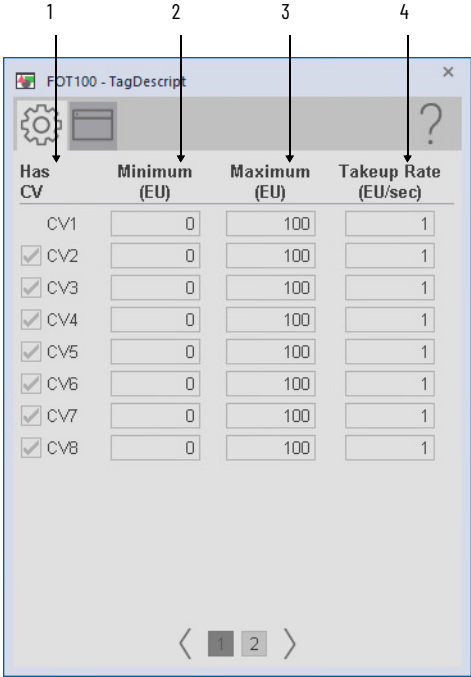 1 2 3 4
FOT100 - TagDescript ×
?
Has CV Minimum (EU) Maximum (EU) Takeup Rate (EU/sec)
CV1 0 100 1
CV2 0 100 1
CV3 0 100 1
CV4 0 100 1
CV5 0 100 1
CV6 0 100 1
CV7 0 100 1
CV8 0 100 1
1 2